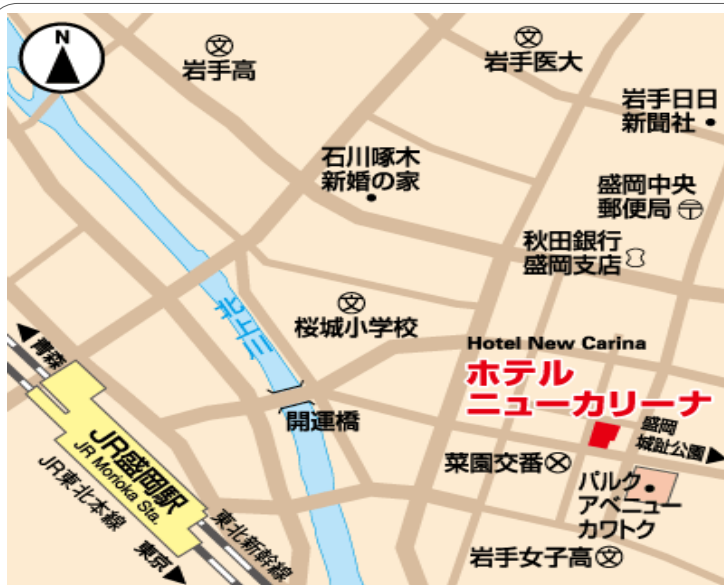 N
文
岩手高
文
岩手医大
岩手日日
新聞社
石川啄木
新婚の家
盛岡中央
郵便局 〒
秋田銀行
盛岡支店
北上川
文
桜城小学校
Hotel New Carina
ホテル
ニューカリーナ
青森
開運橋
盛岡
城趾公園
JR盛岡駅
JR Morioka Sta.
JR東北本線
菜園交番
パルク
アベニュー
カワトク
東北新幹線
東京
岩手女子高 文